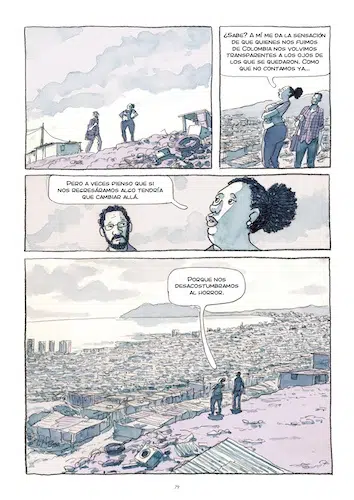 ¿Sabe? A mí me da la sensación
de que quienes nos fuimos
de Colombia nos volvimos
transparentes a los ojos de
los que se quedaron. Como
que no contamos ya...
Pero a veces pienso que si
nos regresáramos algo tendría
que cambiar allá.
Porque nos
desacostumbramos
al horror.
79